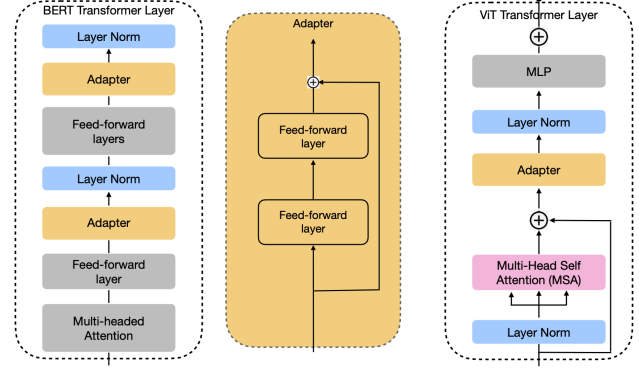 BERT Transformer Layer
Layer Norm
Adapter
Feed-forward
layers
Layer Norm
Adapter
Feed-forward
layer
Multi-headed
Attention
Adapter
Feed-forward
layer
Feed-forward
layer
ViT Transformer Layer
MLP
Layer Norm
Adapter
Multi-Head Self
Attention (MSA)
Layer Norm